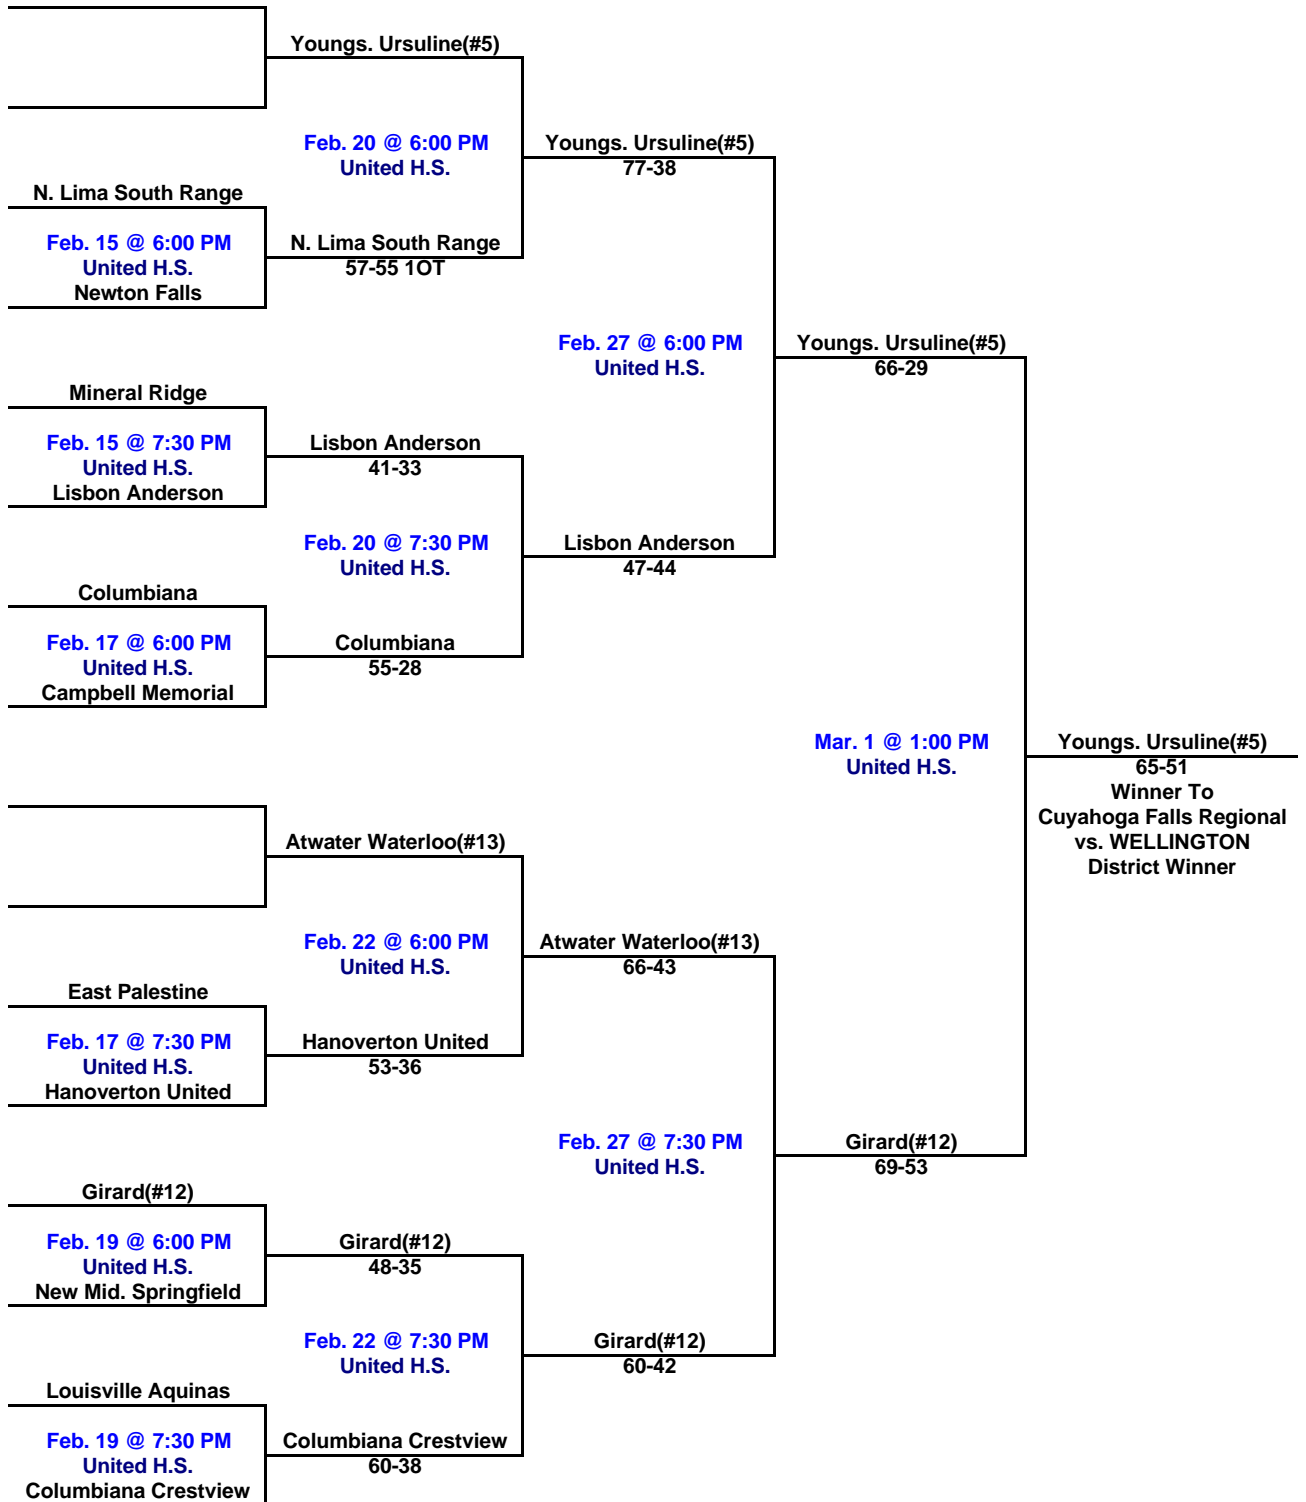 Youngs. Ursuline(#5)
Feb. 20 @ 6:00 PM
United H.S.
Youngs. Ursuline(#5)
77-38
N. Lima South Range
Feb. 15 @ 6:00 PM
United H.S.
Newton Falls
N. Lima South Range
57-55 1OT
Feb. 27 @ 6:00 PM
United H.S.
Youngs. Ursuline(#5)
66-29
Mineral Ridge
Feb. 15 @ 7:30 PM
United H.S.
Lisbon Anderson
Lisbon Anderson
41-33
Feb. 20 @ 7:30 PM
United H.S.
Lisbon Anderson
47-44
Columbiana
Feb. 17 @ 6:00 PM
United H.S.
Campbell Memorial
Columbiana
55-28
Mar. 1 @ 1:00 PM
United H.S.
Youngs. Ursuline(#5)
65-51
Winner To
Cuyahoga Falls Regional
vs. WELLINGTON
District Winner
Atwater Waterloo(#13)
Feb. 22 @ 6:00 PM
United H.S.
Atwater Waterloo(#13)
66-43
East Palestine
Feb. 17 @ 7:30 PM
United H.S.
Hanoverton United
Hanoverton United
53-36
Feb. 27 @ 7:30 PM
United H.S.
Girard(#12)
69-53
Girard(#12)
Feb. 19 @ 6:00 PM
United H.S.
New Mid. Springfield
Girard(#12)
48-35
Feb. 22 @ 7:30 PM
United H.S.
Girard(#12)
60-42
Louisville Aquinas
Feb. 19 @ 7:30 PM
United H.S.
Columbiana Crestview
Columbiana Crestview
60-38